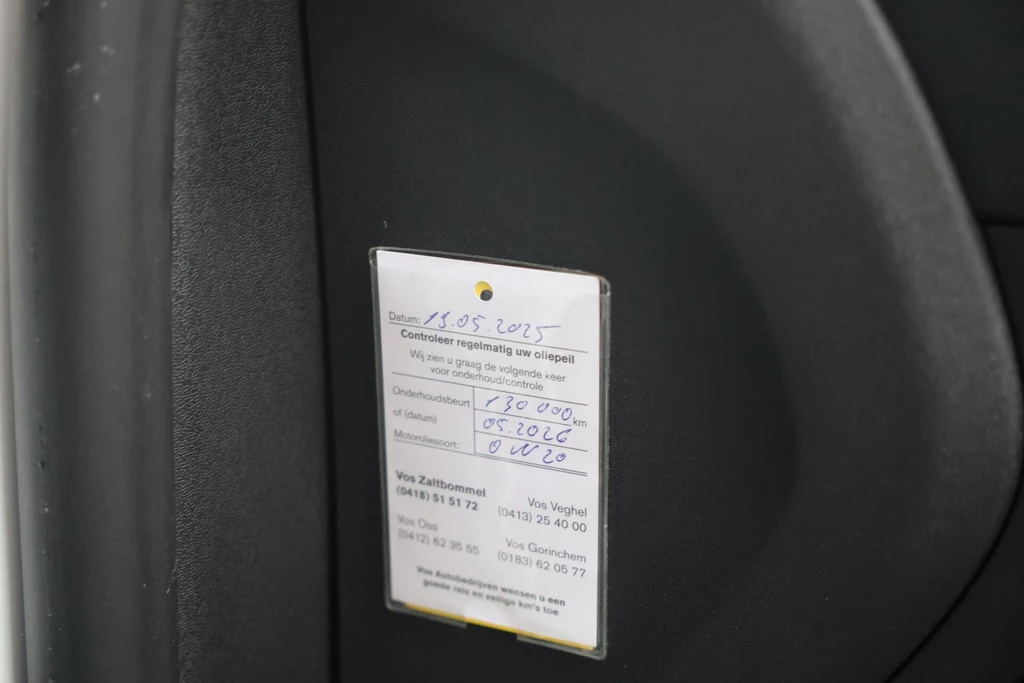 Datum: 13.05.2025
Controleer regelmatig uw oliepeil
Wij zien u graag de volgende keer
voor onderhoud/controle
Onderhoudsbeurt 130 000 km
of (datum) 05.2026
Motoroliesoort: 0W20
Vos Zaltbommel
(0418) 51 51 72
Vos Veghel
(0413) 25 40 00
Vos Oss
(0412) 62 35 55
Vos Gorinchem
(0183) 62 05 77
Vos Autobedrijven wensen u een
goede reis en veilige km's toe